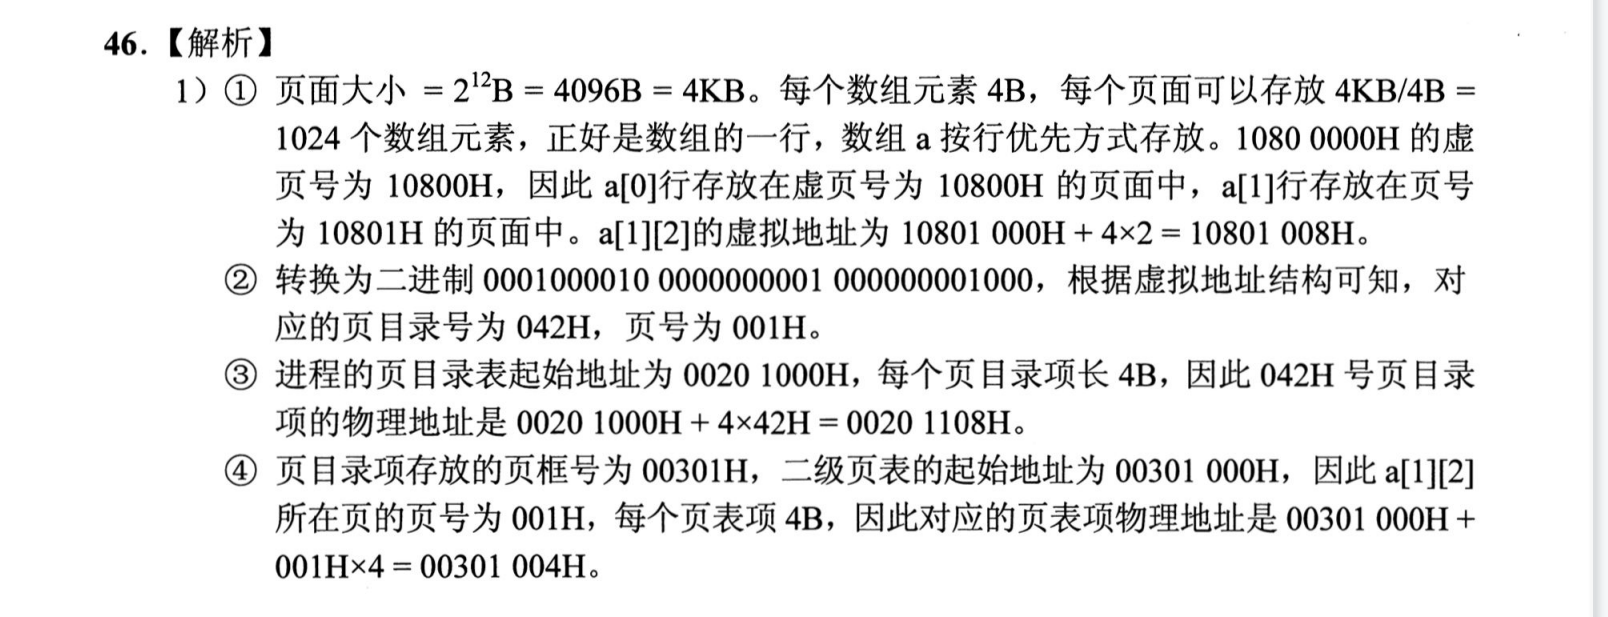 46.【解析】
1）① 页面大小 = 2¹²B = 4096B = 4KB。每个数组元素 4B，每个页面可以存放 4KB/4B =
1024 个数组元素，正好是数组的一行，数组 a 按行优先方式存放。1080 0000H 的虚
页号为 10800H，因此 a[0]行存放在虚页号为 10800H 的页面中，a[1]行存放在页号
为 10801H 的页面中。a[1][2]的虚拟地址为 10801 000H + 4×2 = 10801 008H。
② 转换为二进制 0001000010 0000000001 000000001000，根据虚拟地址结构可知，对
应的页目录号为 042H，页号为 001H。
③ 进程的页目录表起始地址为 0020 1000H，每个页目录项长 4B，因此 042H 号页目录
项的物理地址是 0020 1000H + 4×42H = 0020 1108H。
④ 页目录项存放的页框号为 00301H，二级页表的起始地址为 00301 000H，因此 a[1][2]
所在页的页号为 001H，每个页表项 4B，因此对应的页表项物理地址是 00301 000H +
001H×4 = 00301 004H。